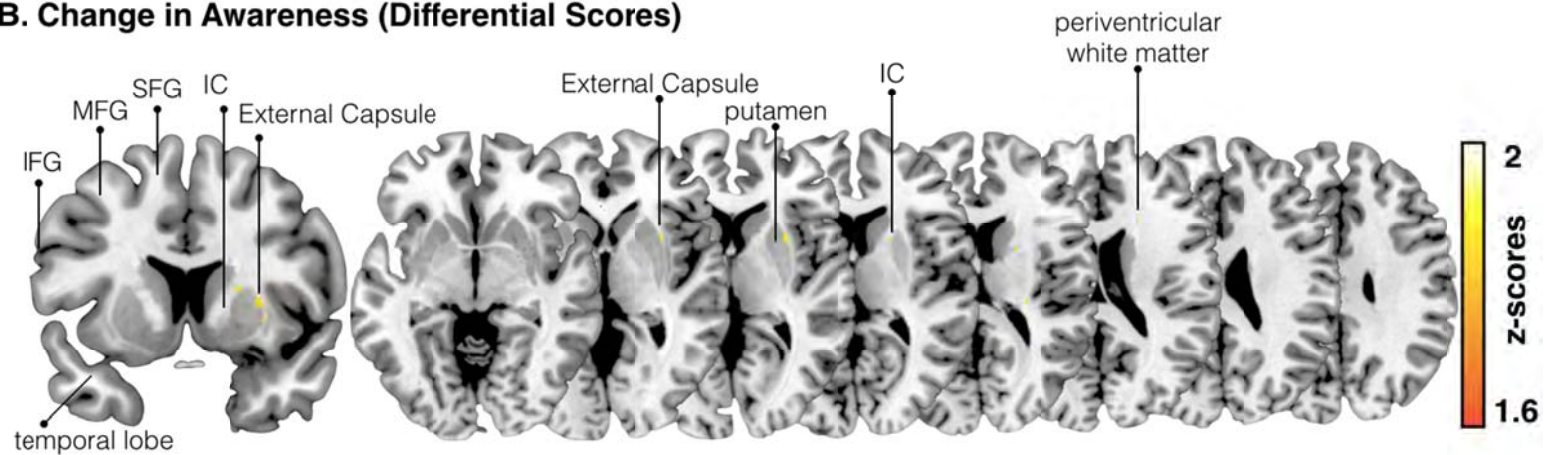 B. Change in Awareness (Differential Scores)
periventricular
white matter
SFG
IC
External Capsule
IC
MFG
External Capsule
putamen
IFG
2
z-scores
1.6
temporal lobe